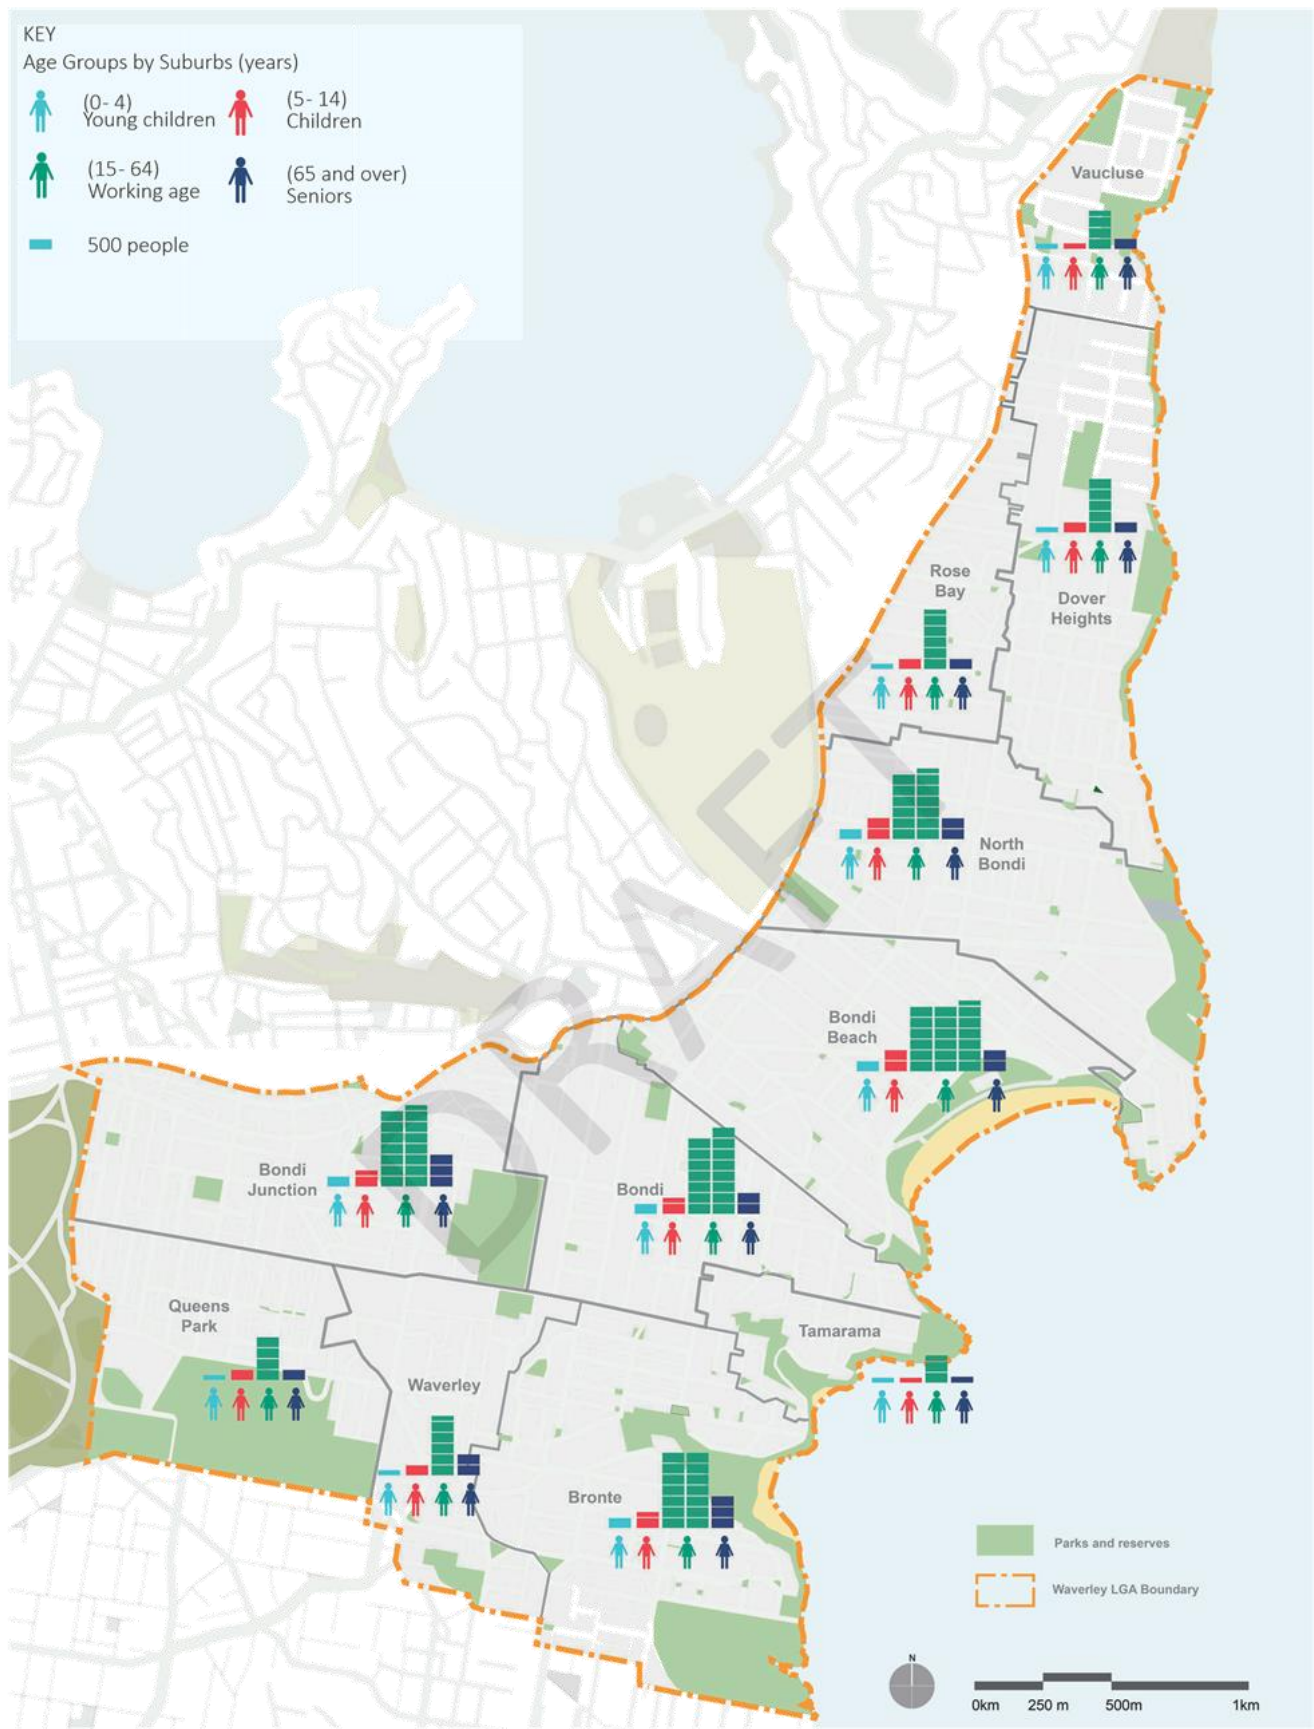 KEY
Age Groups by Suburbs (years)
(0- 4)
Young children
(5- 14)
Children
(15- 64)
Working age
(65 and over)
Seniors
500 people
Vaucluse
Rose
Bay
Dover
Heights
North
Bondi
Bondi
Beach
Bondi
Junction
Bondi
Queens
Park
Tamarama
Waverley
Bronte
DRAFT
Parks and reserves
Waverley LGA Boundary
N
0km 250 m 500m 1km